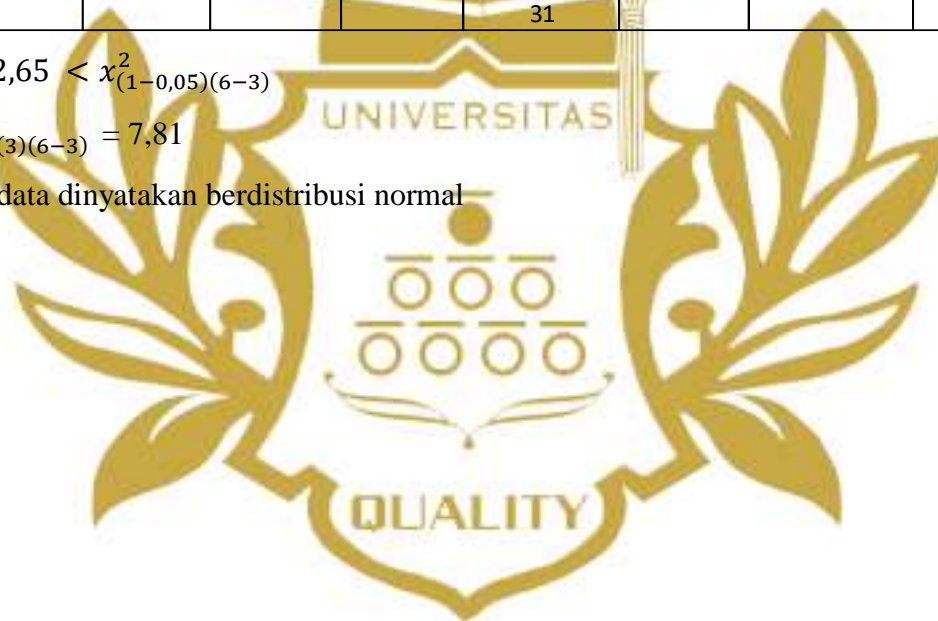 31
2,65 < x²₍₁₋₀,₀₅₎₍₆₋₃₎
₍₃₎₍₆₋₃₎ = 7,81
data dinyatakan berdistribusi normal
UNIVERSITAS
QUALITY